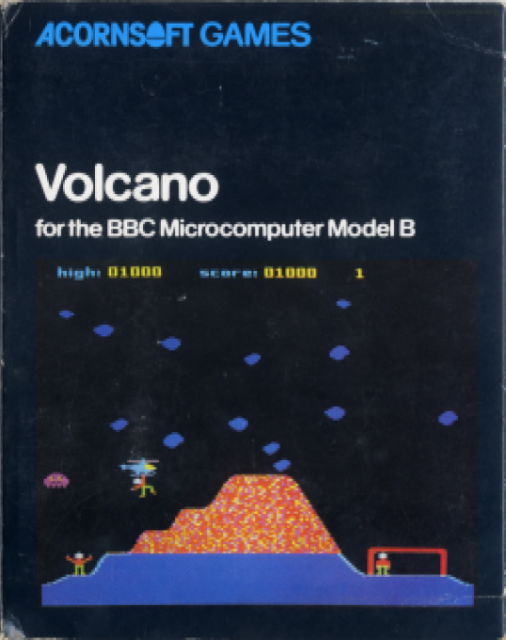 ACORNSOFT GAMES
Volcano
for the BBC Microcomputer Model B
high: 01000 score: 01000 1